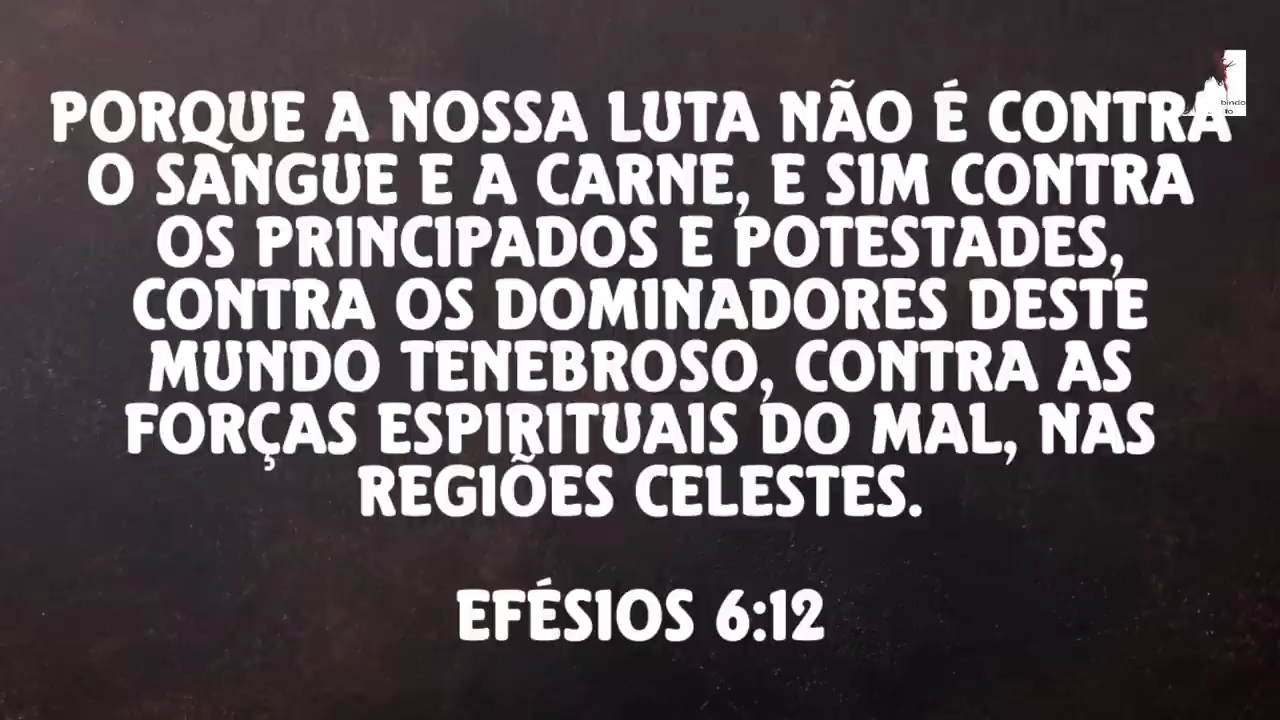 PORQUE A NOSSA LUTA NÃO É CONTRA
O SANGUE E A CARNE, E SIM CONTRA
OS PRINCIPADOS E POTESTADES,
CONTRA OS DOMINADORES DESTE
MUNDO TENEBROSO, CONTRA AS
FORÇAS ESPIRITUAIS DO MAL, NAS
REGIÕES CELESTES.
EFÉSIOS 6:12